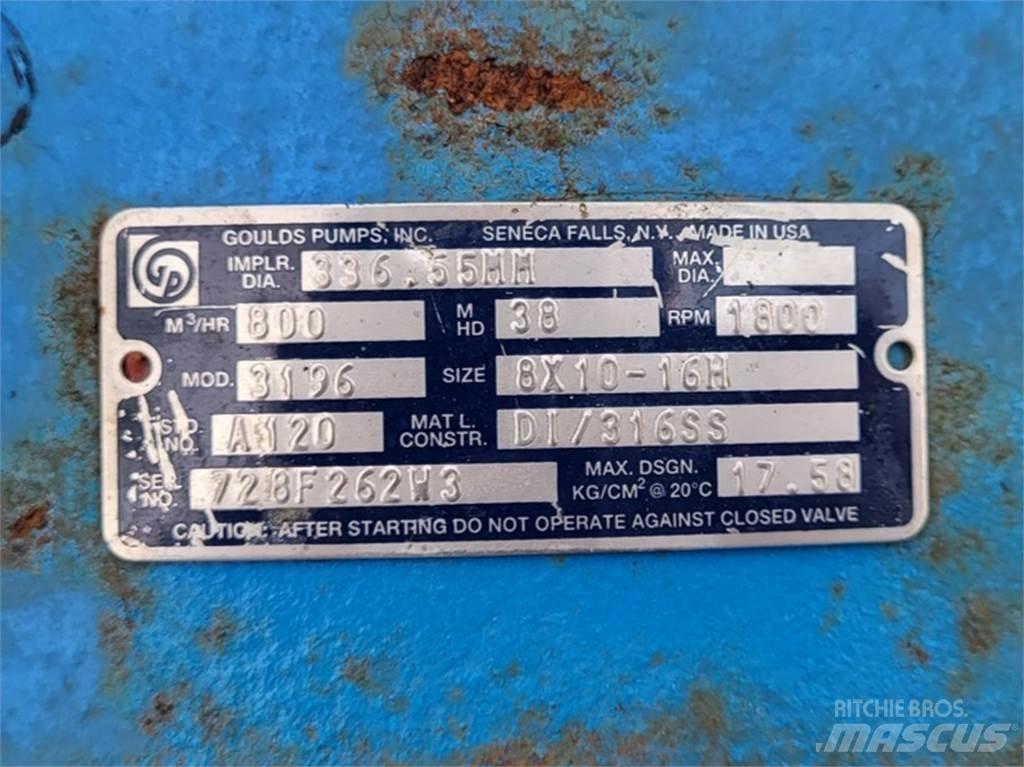 GP
GOULDS PUMPS, INC. SENECA FALLS, N.Y. MADE IN USA
IMPLR. DIA. 336.55MM MAX. DIA.
M³/HR 800 M HD 38 RPM 1800
MOD. 3196 SIZE 8X10-16H
STD. NO. A120 MAT'L. CONSTR. DI/316SS
SER. NO. 728F262W3 MAX. DSGN. KG/CM² @ 20°C 17.58
CAUTION: AFTER STARTING DO NOT OPERATE AGAINST CLOSED VALVE
RITCHIE BROS.
MASCUS